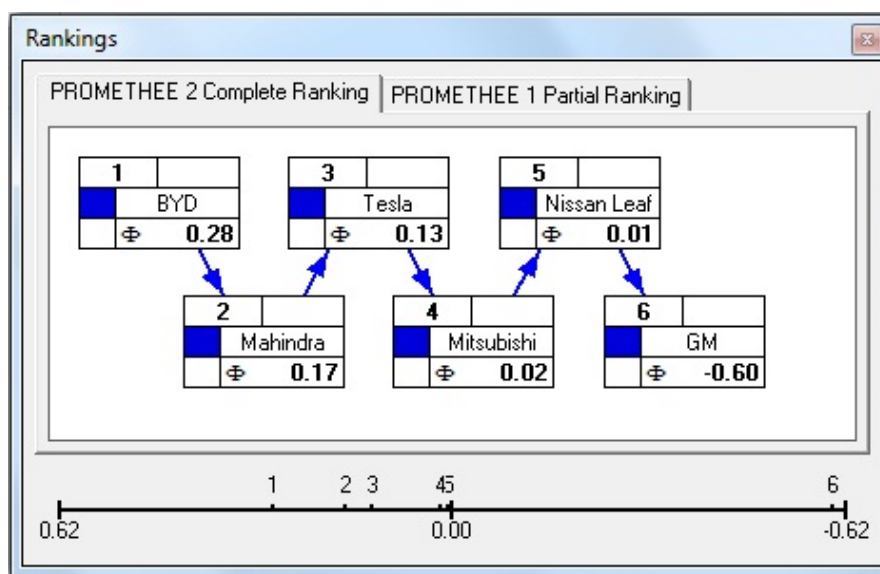 Rankings
PROMETHEE 2 Complete Ranking
PROMETHEE 1 Partial Ranking
1
BYD
Φ 0.28
2
Mahindra
Φ 0.17
3
Tesla
Φ 0.13
4
Mitsubishi
Φ 0.02
5
Nissan Leaf
Φ 0.01
6
GM
Φ -0.60
1 2 3 45 6
0.62 0.00 -0.62